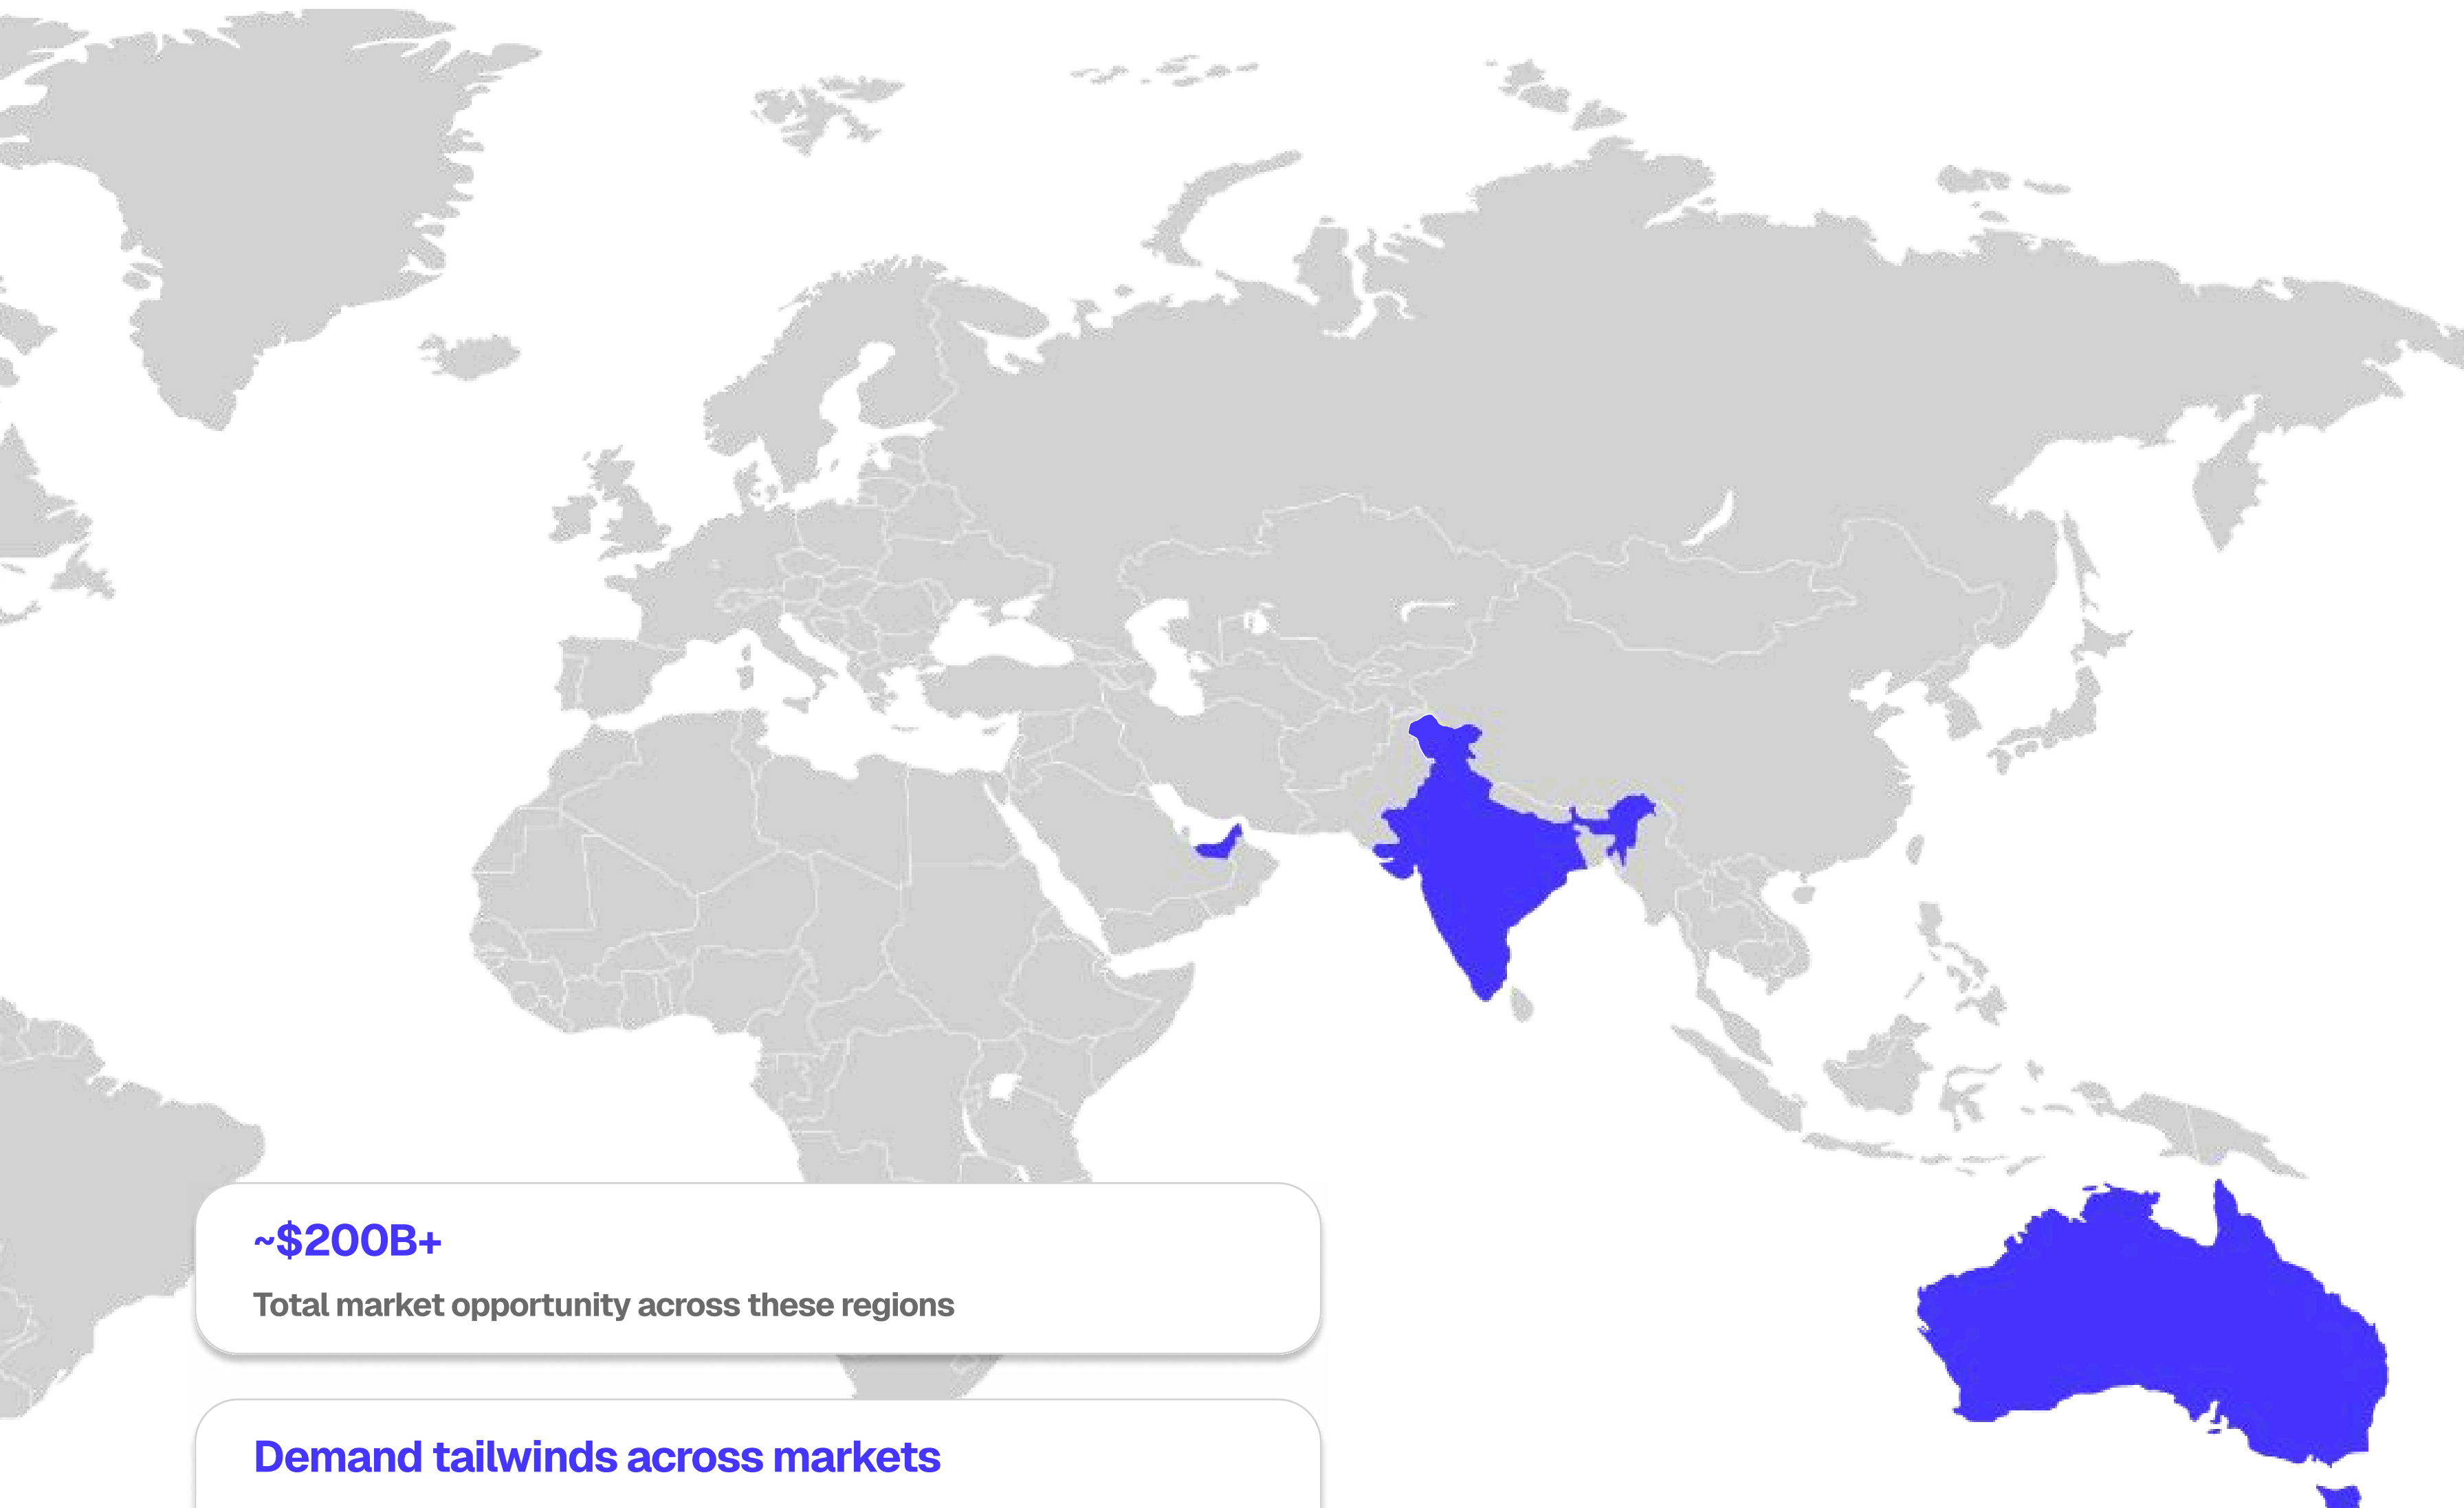 ~$200B+
Total market opportunity across these regions
Demand tailwinds across markets